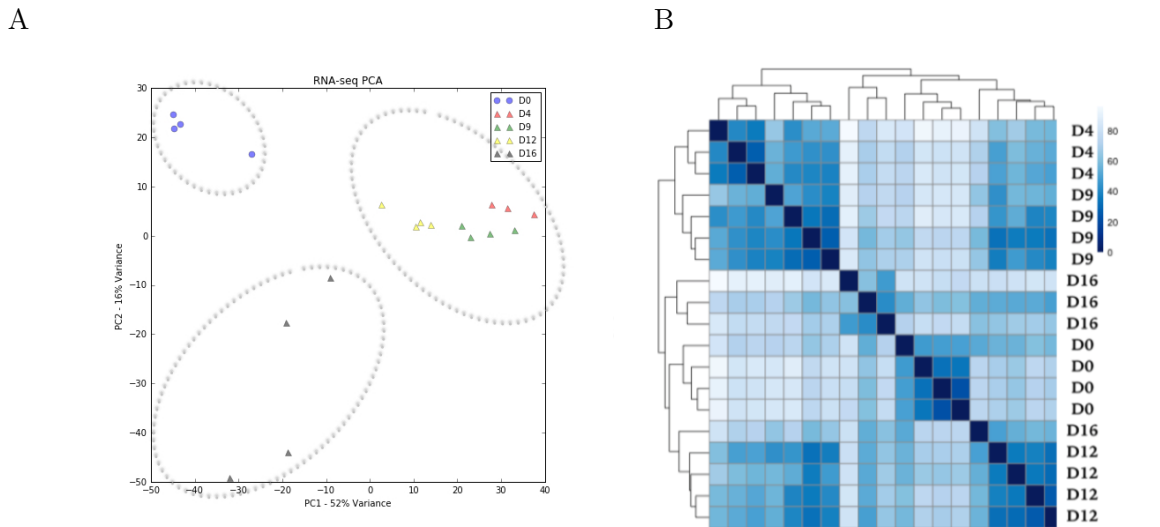 A
B
RNA-seq PCA
D0
D4
D9
D12
D16
30
20
10
0
−10
−20
−30
−40
−50
PC2 - 16% Variance
−50
−40
−30
−20
−10
0
10
20
30
40
PC1 - 52% Variance
D4
D4
D4
D9
D9
D9
D9
D16
D16
D16
D0
D0
D0
D0
D16
D12
D12
D12
D12
80
60
40
20
0